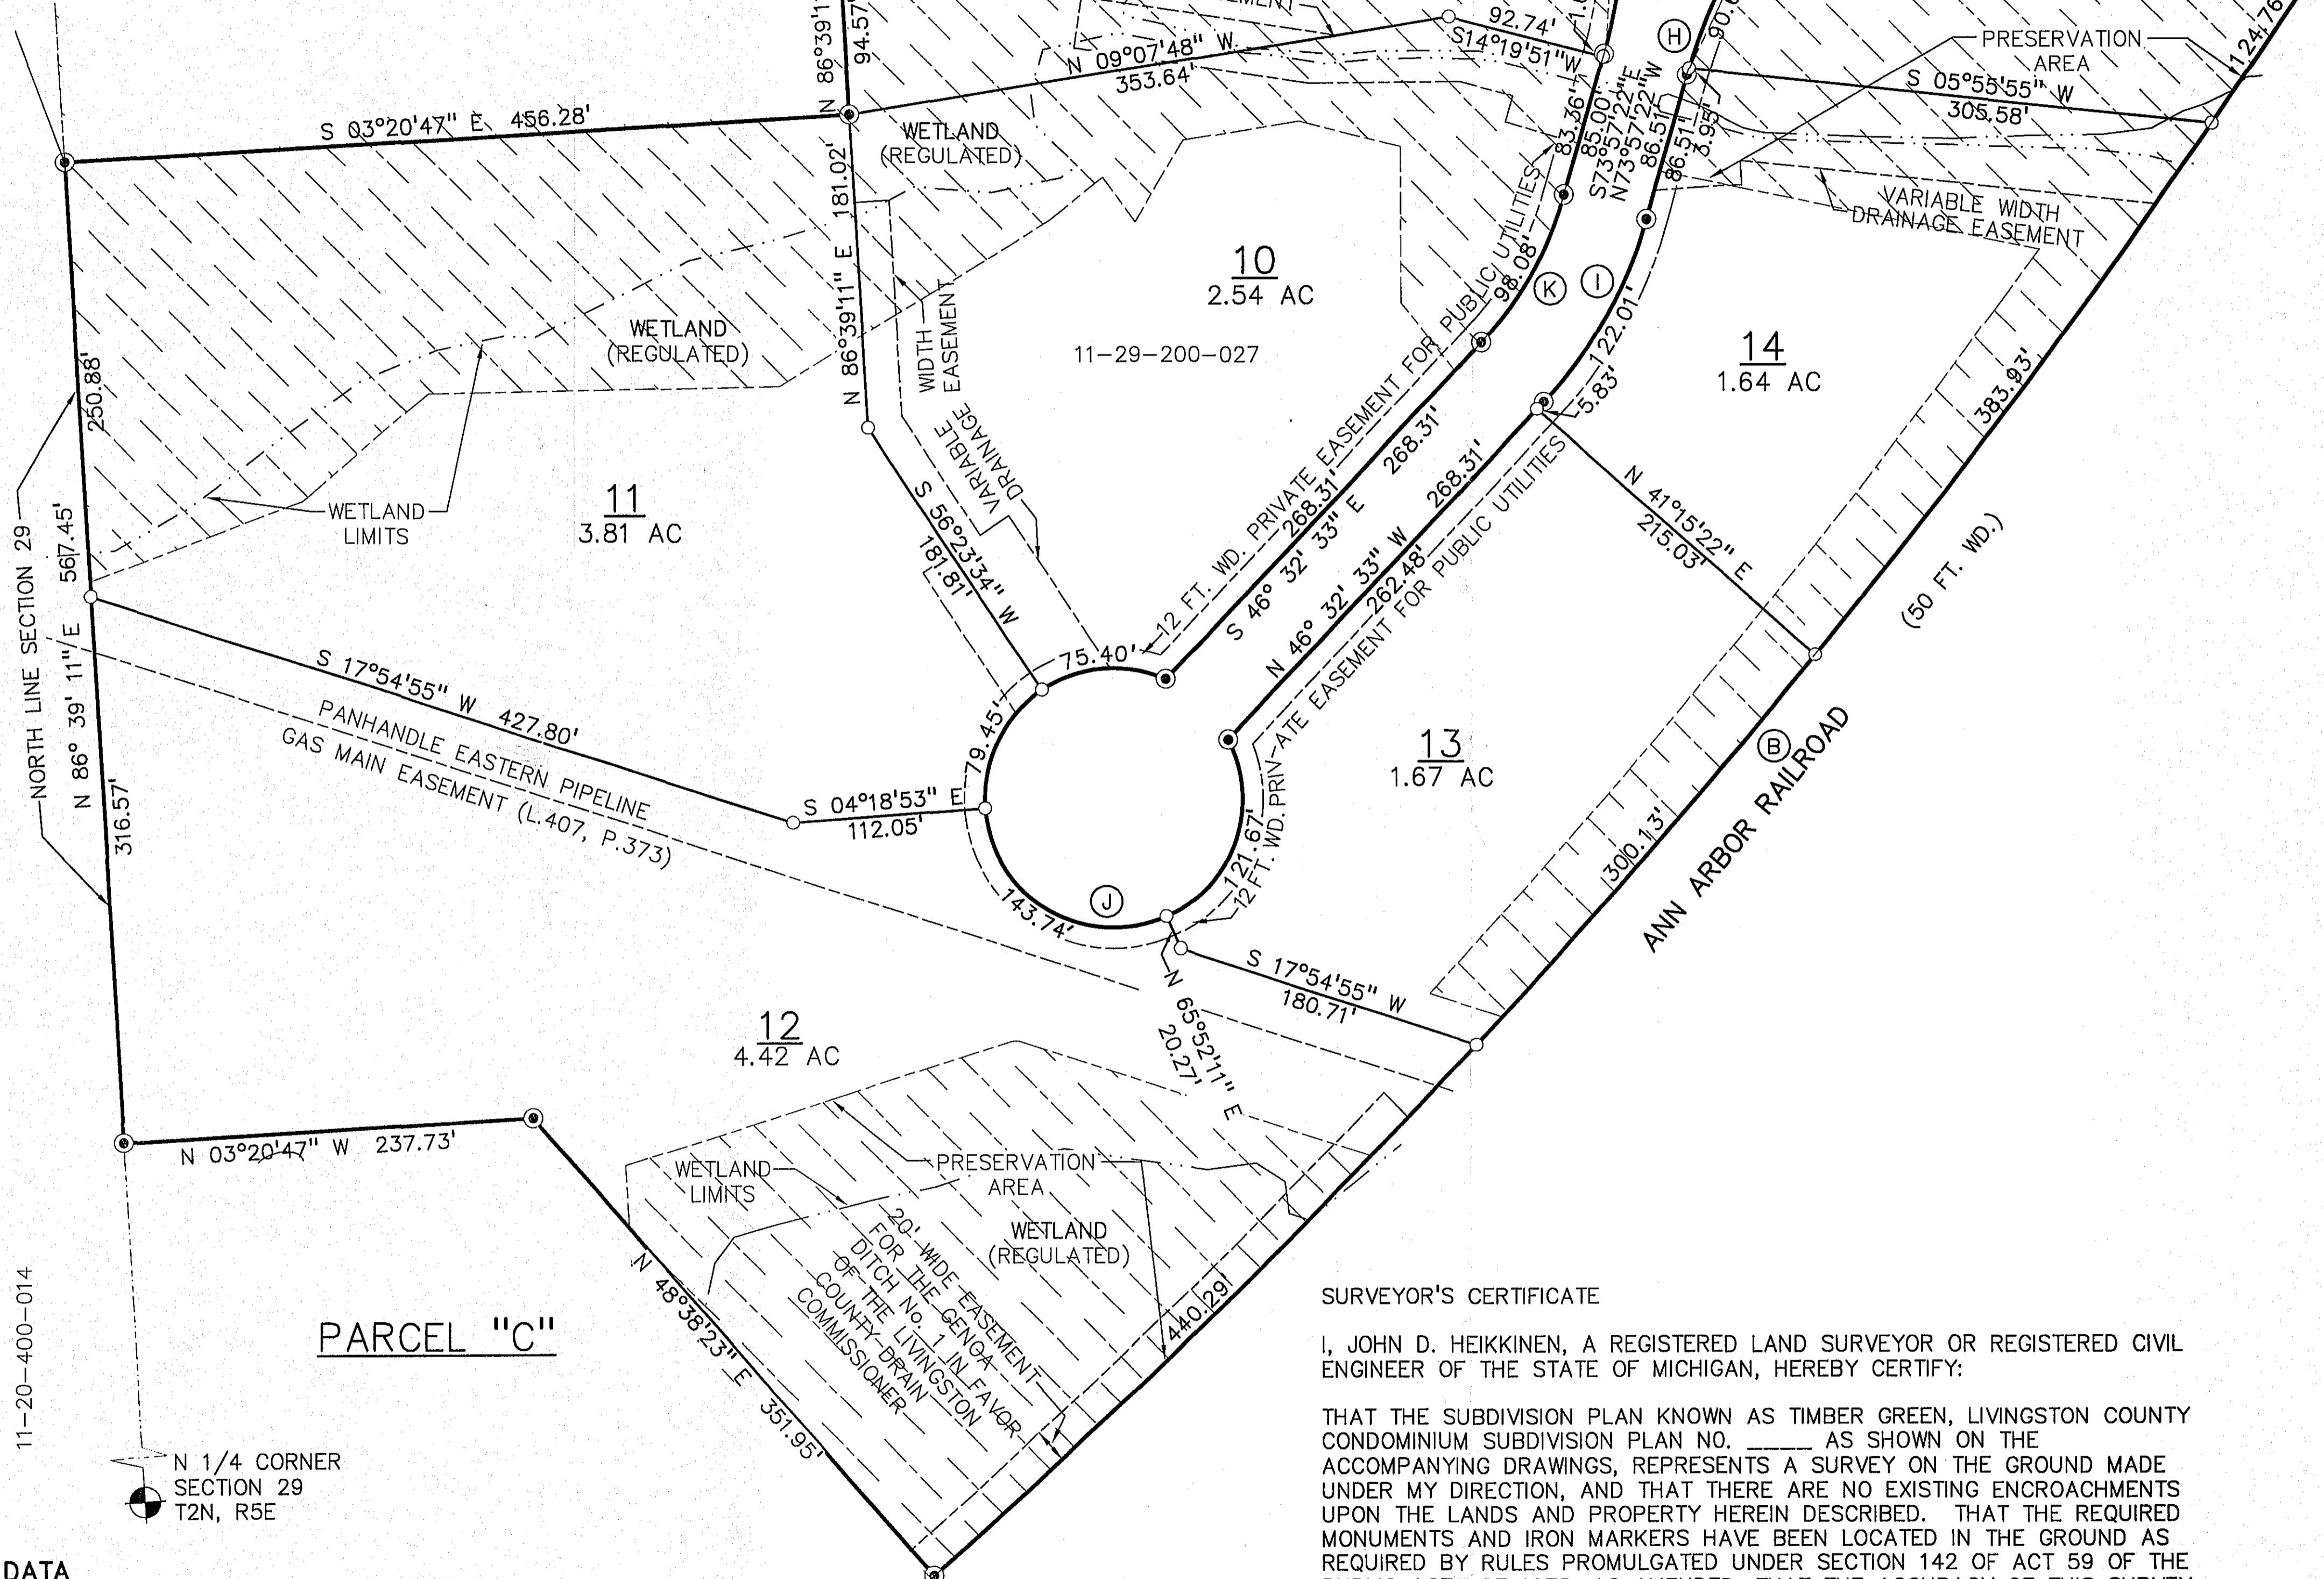 N 86°39'1
94.57'
N 09°07'48" W
353.64'
92.74'
S14°19'51"W
H
PRESERVATION
AREA
124.76
S 05°55'55" W
305.58'
S 03°20'47" E 456.28'
WETLAND
(REGULATED)
83.36'
85.00'
S73°57'22"E
N73°57'22"W
86.51'
86.51'
3.95'
VARIABLE WIDTH
DRAINAGE EASEMENT
N 86°39'11" E 181.02'
10
2.54 AC
11-29-200-027
98.08'
K
I
122.01'
5.83'
14
1.64 AC
383.93'
WETLAND
(REGULATED)
250.88'
VARIABLE WIDTH
DRAINAGE EASEMENT
12 FT. WD. PRIVATE EASEMENT FOR PUBLIC UTILITIES
268.31'
S 46° 32' 33" E 268.31'
N 46° 32' 33" W 268.31'
262.48'
12 FT. WD. PRIV-ATE EASEMENT FOR PUBLIC UTILITIES
N 41°15'22" E
215.03'
(50 FT. WD.)
WETLAND
LIMITS
11
3.81 AC
S 56°23'34" W
181.81'
NORTH LINE SECTION 29
N 86° 39' 11" E 567.45'
316.57'
S 17°54'55" W 427.80'
PANHANDLE EASTERN PIPELINE
GAS MAIN EASEMENT (L.407, P.373)
75.40'
79.45'
S 04°18'53" E
112.05'
J
143.74'
121.67'
13
1.67 AC
B
ANN ARBOR RAILROAD
300.13'
S 17°54'55" W
180.71'
N 65°52'11" E
20.27'
12
4.42 AC
N 03°20'47" W 237.73'
WETLAND
LIMITS
PRESERVATION
AREA
WETLAND
(REGULATED)
20' WIDE EASEMENT
FOR THE GENOA
DITCH No. 1 IN FAVOR
OF THE LIVINGSTON
COUNTY DRAIN
COMMISSIONER
N 48°38'23" E 351.95'
440.29'
11-20-400-014
PARCEL "C"
N 1/4 CORNER
SECTION 29
T2N, R5E
DATA
SURVEYOR'S CERTIFICATE
I, JOHN D. HEIKKINEN, A REGISTERED LAND SURVEYOR OR REGISTERED CIVIL
ENGINEER OF THE STATE OF MICHIGAN, HEREBY CERTIFY:
THAT THE SUBDIVISION PLAN KNOWN AS TIMBER GREEN, LIVINGSTON COUNTY
CONDOMINIUM SUBDIVISION PLAN NO. ____ AS SHOWN ON THE
ACCOMPANYING DRAWINGS, REPRESENTS A SURVEY ON THE GROUND MADE
UNDER MY DIRECTION, AND THAT THERE ARE NO EXISTING ENCROACHMENTS
UPON THE LANDS AND PROPERTY HEREIN DESCRIBED. THAT THE REQUIRED
MONUMENTS AND IRON MARKERS HAVE BEEN LOCATED IN THE GROUND AS
REQUIRED BY RULES PROMULGATED UNDER SECTION 142 OF ACT 59 OF THE